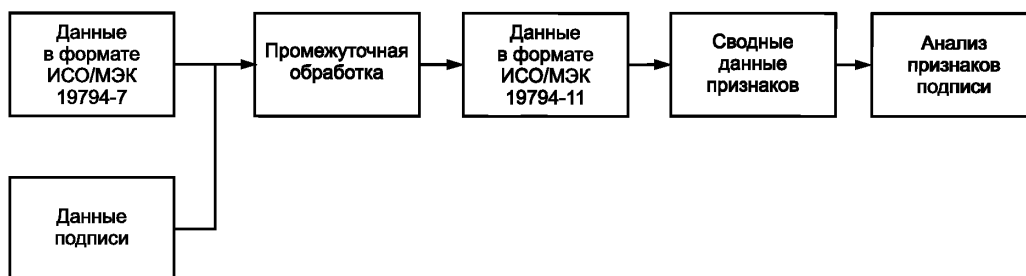 Данные
в формате
ИСО/МЭК
19794-7
Промежуточная
обработка
Данные
в формате
ИСО/МЭК
19794-11
Сводные
данные
признаков
Анализ
признаков
подписи
Данные
подписи